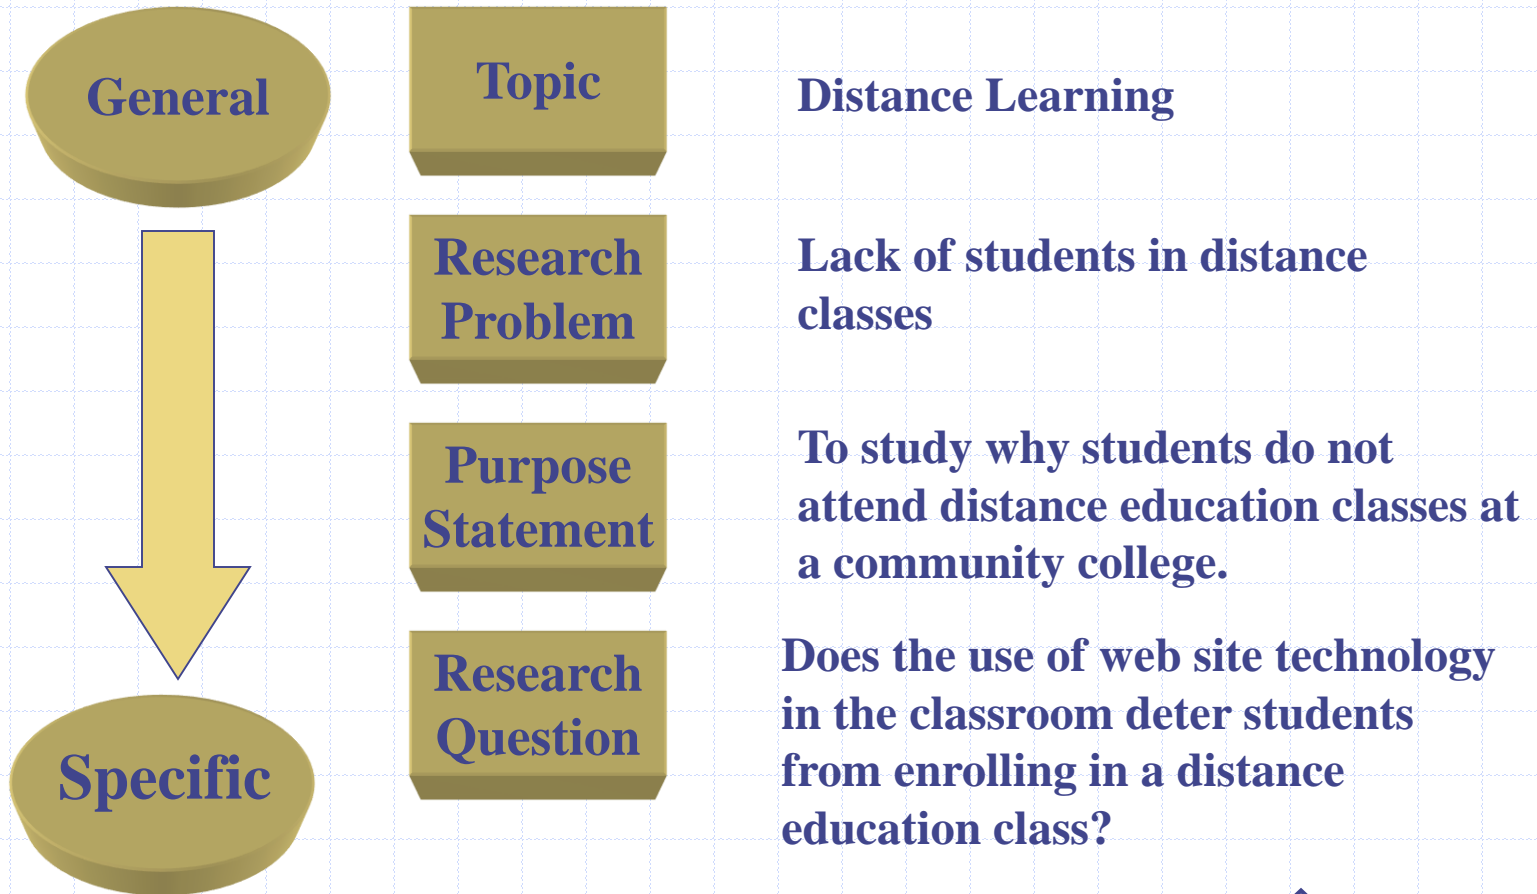 General
Topic
Distance Learning
Research
Problem
Lack of students in distance
classes
Purpose
Statement
To study why students do not
attend distance education classes at
a community college.
Research
Question
Does the use of web site technology
in the classroom deter students
from enrolling in a distance
education class?
Specific